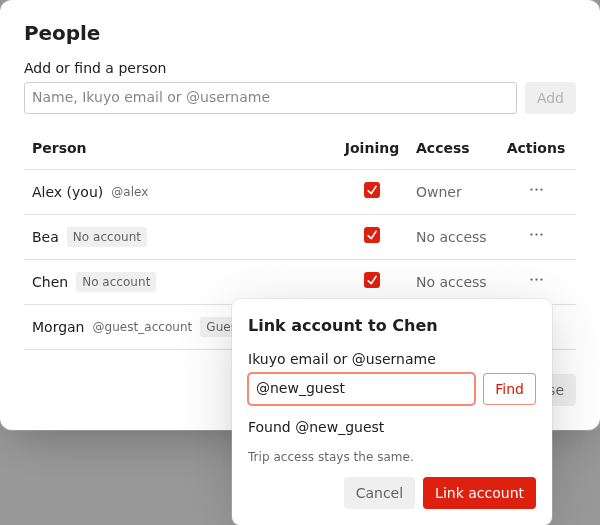 People
Add or find a person
Name, Ikuyo email or @username
Add
Person Joining Access Actions
Alex (you) @alex Owner
Bea No account No access
Chen No account No access
Morgan @guest_account
Link account to Chen
Ikuyo email or @username
@new_guest
Find
Found @new_guest
Trip access stays the same.
Cancel
Link account